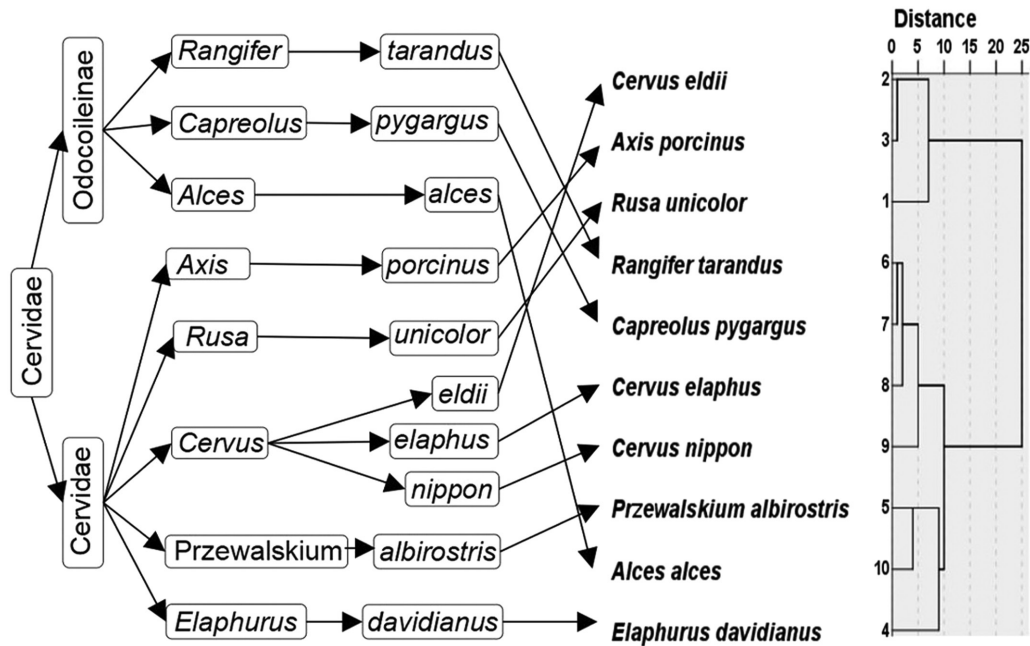 Cervidae
Odocoileinae
Cervidae
Rangifer
Capreolus
Alces
Axis
Rusa
Cervus
Przewalskium
Elaphurus
tarandus
pygargus
alces
porcinus
unicolor
eldii
elaphus
nippon
albirostris
davidianus
Cervus eldii
Axis porcinus
Rusa unicolor
Rangifer tarandus
Capreolus pygargus
Cervus elaphus
Cervus nippon
Przewalskium albirostris
Alces alces
Elaphurus davidianus
Distance
0 5 10 15 20 25
2
3
1
6
7
8
9
5
10
4